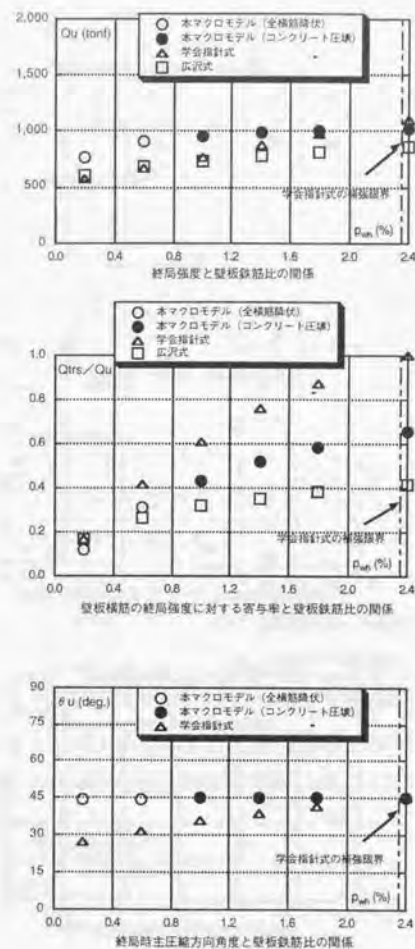 Qu (tonf)
○ 本マクロモデル（全横筋降伏）
● 本マクロモデル（コンクリート圧壊）
△ 学会指針式
□ 広沢式
2,000
1,500
1,000
500
0
学会指針式の補強限界
pwh (%)
0.0 0.4 0.8 1.2 1.6 2.0 2.4
終局強度と壁板鉄筋比の関係
○ 本マクロモデル（全横筋降伏）
● 本マクロモデル（コンクリート圧壊）
△ 学会指針式
□ 広沢式
Qtrs／Qu
1.0
0.8
0.6
0.4
0.2
0.0
学会指針式の補強限界
pwh (%)
0.0 0.4 0.8 1.2 1.6 2.0 2.4
壁板横筋の終局強度に対する寄与率と壁板鉄筋比の関係
θu (deg.)
○ 本マクロモデル（全横筋降伏）
● 本マクロモデル（コンクリート圧壊）
△ 学会指針式
90
75
60
45
30
15
0
学会指針式の補強限界
pwh (%)
0.0 0.4 0.8 1.2 1.6 2.0 2.4
終局時主圧縮方向角度と壁板鉄筋比の関係